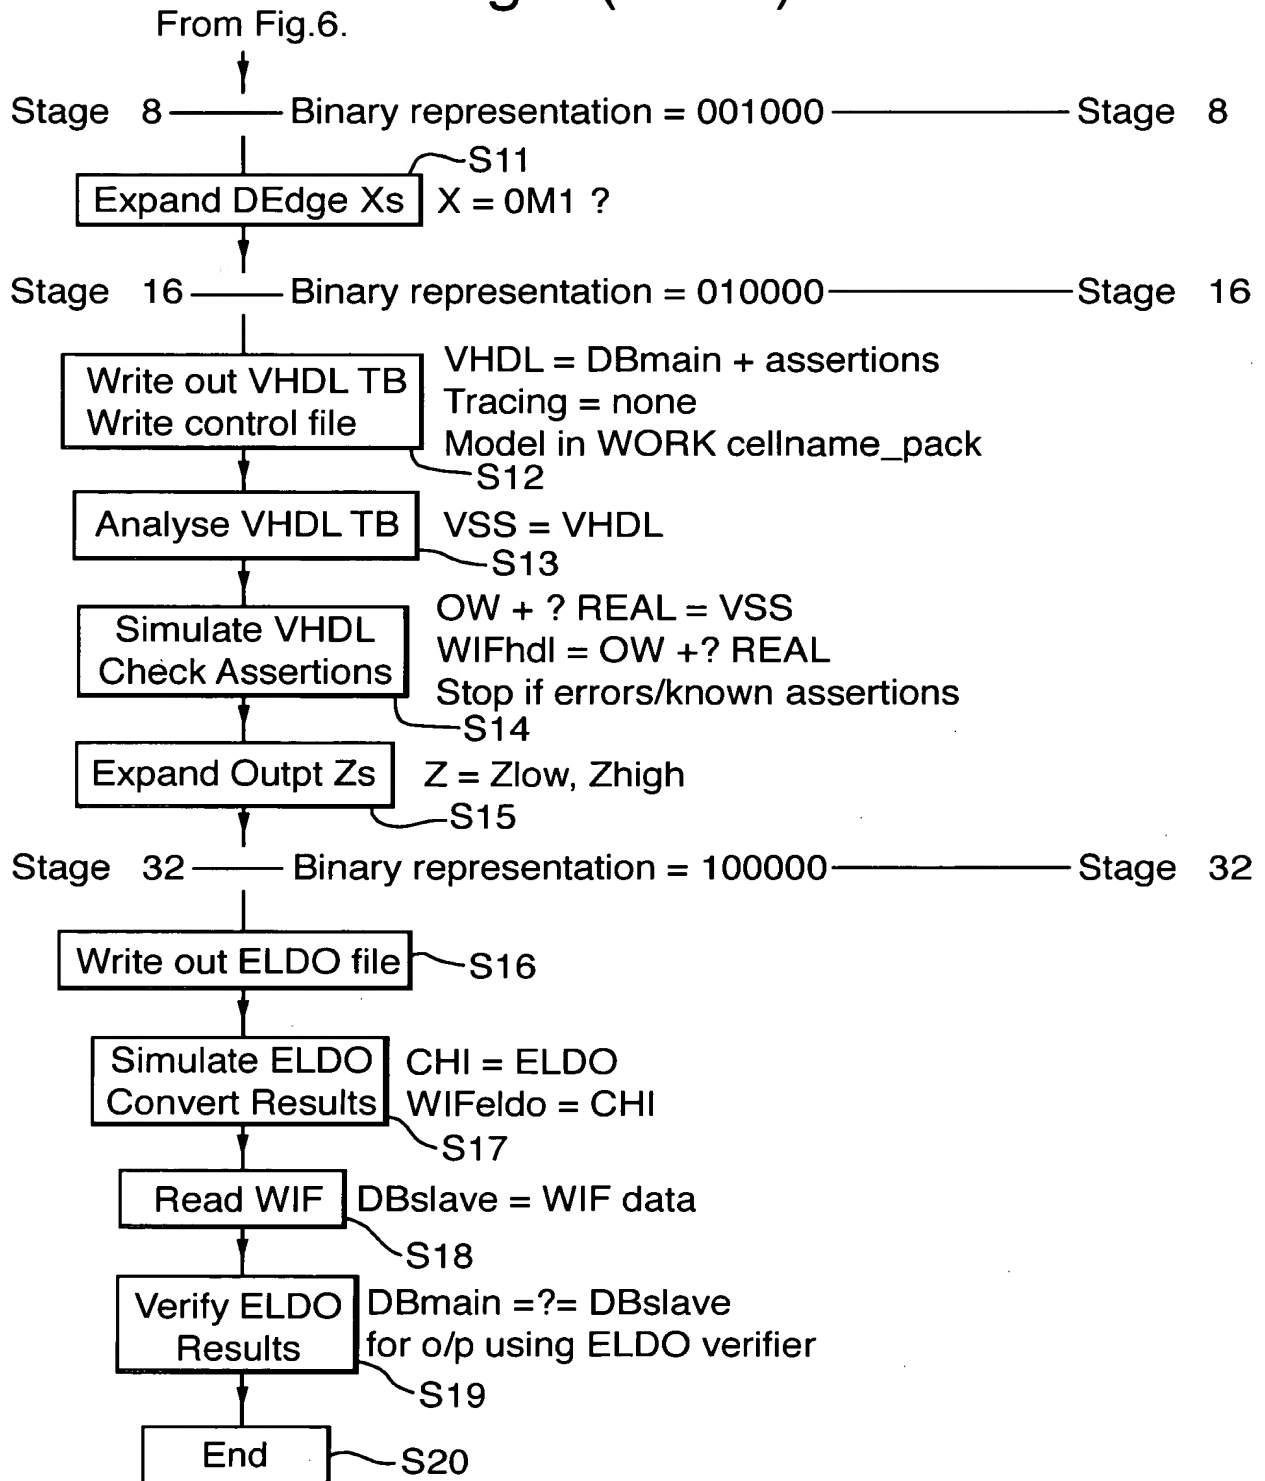 From Fig.6.
Stage 8 Binary representation = 001000 Stage 8
S11
Expand DEdge Xs X = 0M1 ?
Stage 16 Binary representation = 010000 Stage 16
Write out VHDL TB
Write control file
VHDL = DBmain + assertions
Tracing = none
Model in WORK cellname_pack
S12
Analyse VHDL TB VSS = VHDL
S13
Simulate VHDL
Check Assertions
OW + ? REAL = VSS
WIFhdl = OW +? REAL
Stop if errors/known assertions
S14
Expand Outpt Zs Z = Zlow, Zhigh
S15
Stage 32 Binary representation = 100000 Stage 32
Write out ELDO file S16
Simulate ELDO
Convert Results
CHI = ELDO
WIFeldo = CHI
S17
Read WIF DBslave = WIF data
S18
Verify ELDO
Results
DBmain =?= DBslave
for o/p using ELDO verifier
S19
End S20